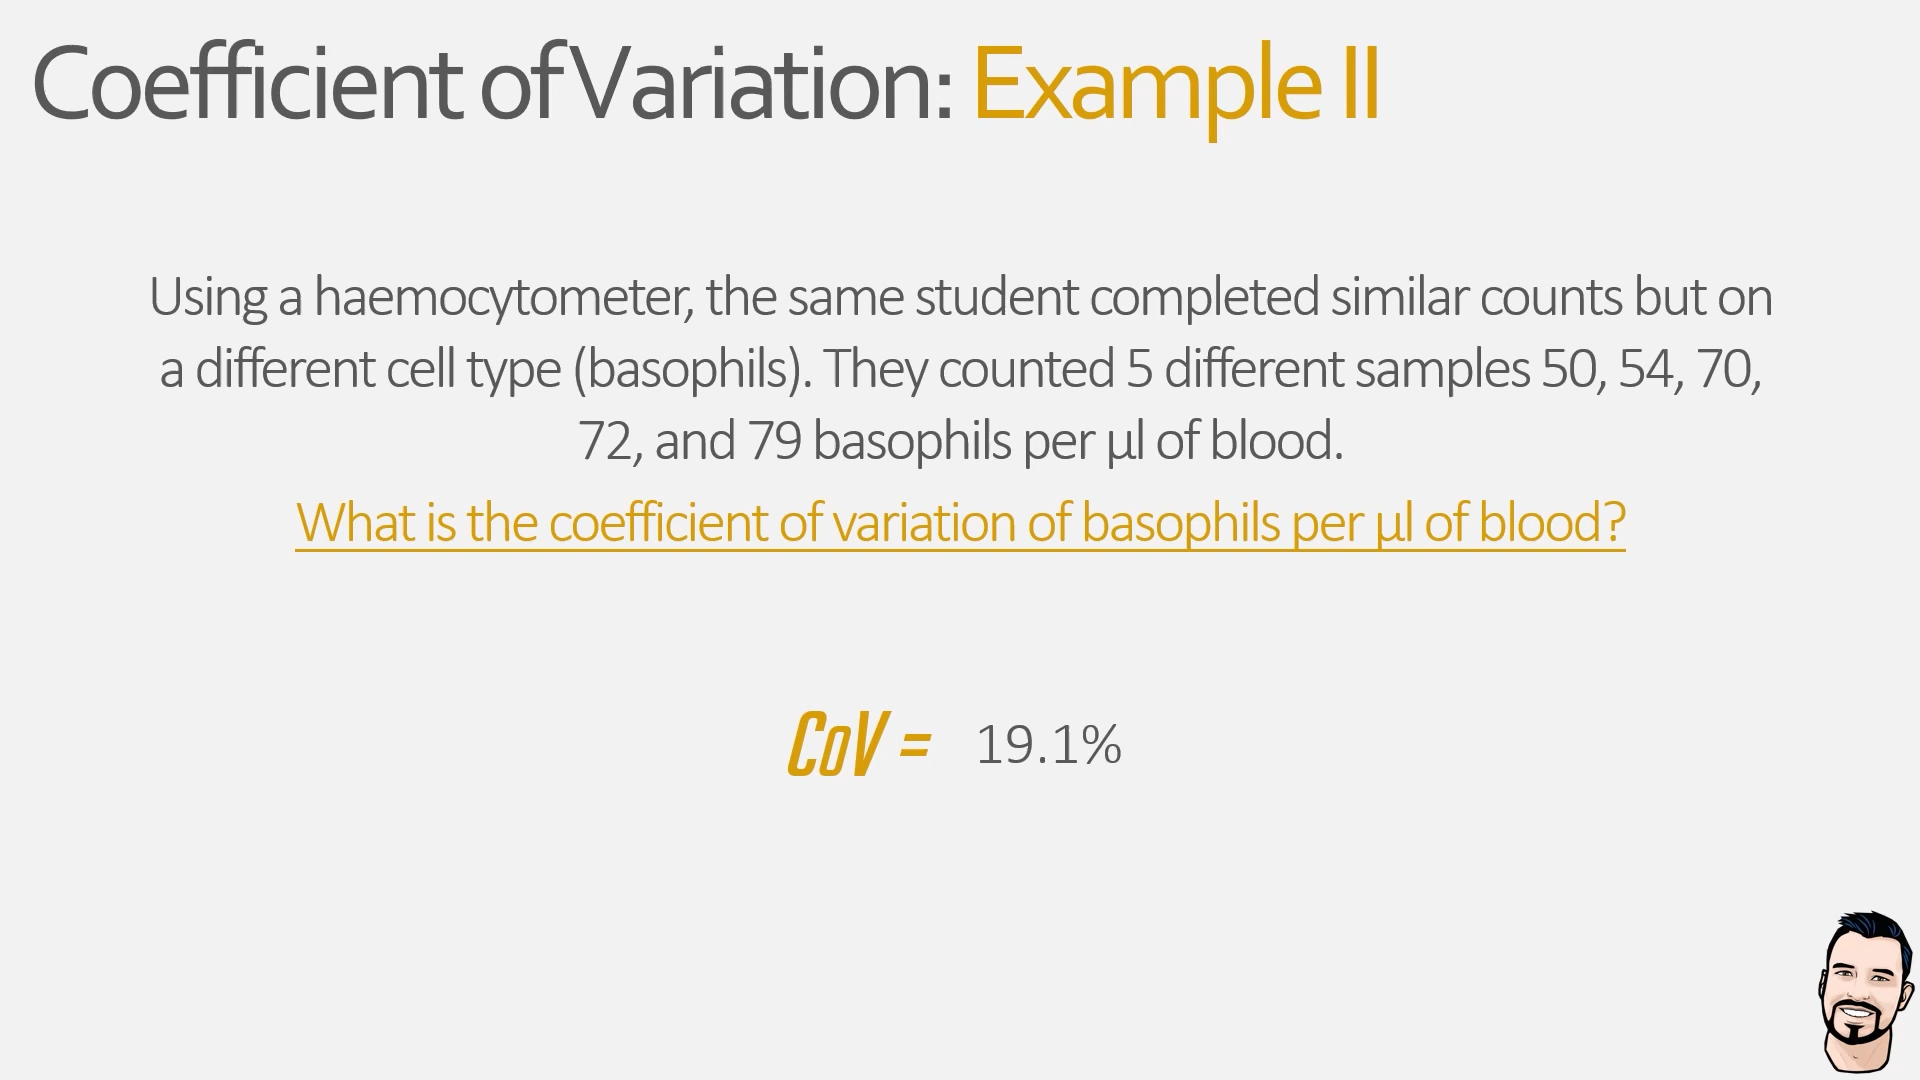 Coefficient of Variation: Example II
Using a haemocytometer, the same student completed similar counts but on
a different cell type (basophils). They counted 5 different samples 50, 54, 70,
72, and 79 basophils per µl of blood.
What is the coefficient of variation of basophils per µl of blood?
CoV = 19.1%